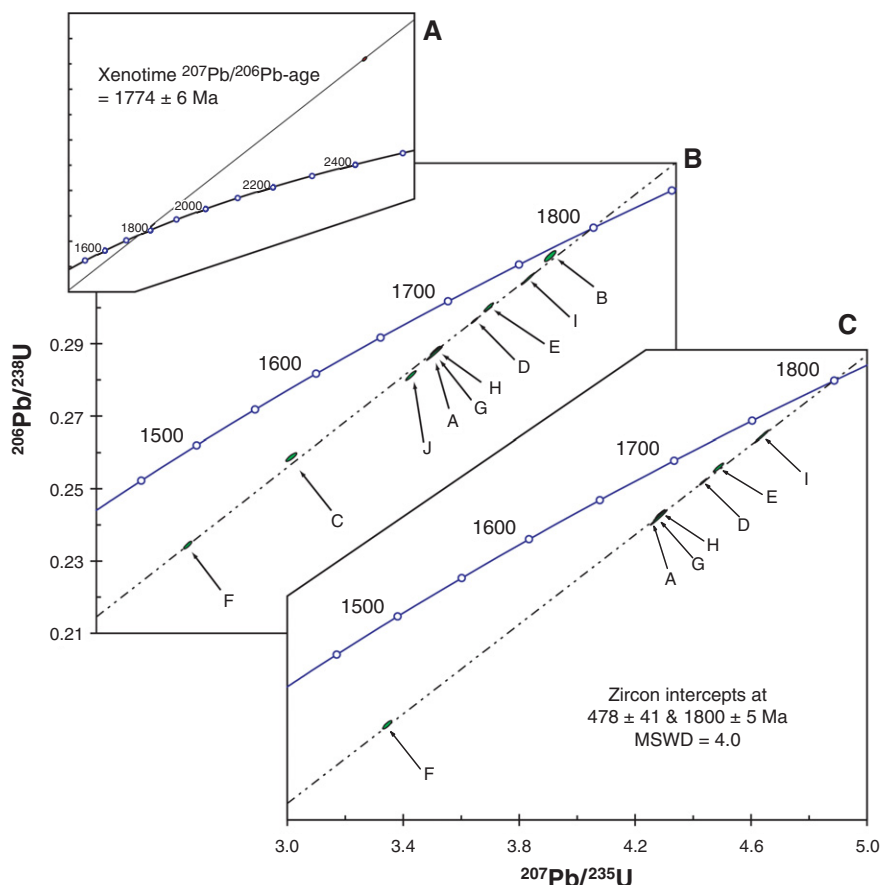 A
Xenotime ²⁰⁷Pb/²⁰⁶Pb-age
= 1774 ± 6 Ma
1600
1800
2000
2200
2400
B
1500
1600
1700
1800
B
I
E
D
H
G
A
J
C
F
²⁰⁶Pb/²³⁸U
0.29
0.27
0.25
0.23
0.21
C
1500
1600
1700
1800
I
E
D
H
G
A
F
Zircon intercepts at
478 ± 41 & 1800 ± 5 Ma
MSWD = 4.0
3.0 3.4 3.8 4.2 4.6 5.0
²⁰⁷Pb/²³⁵U